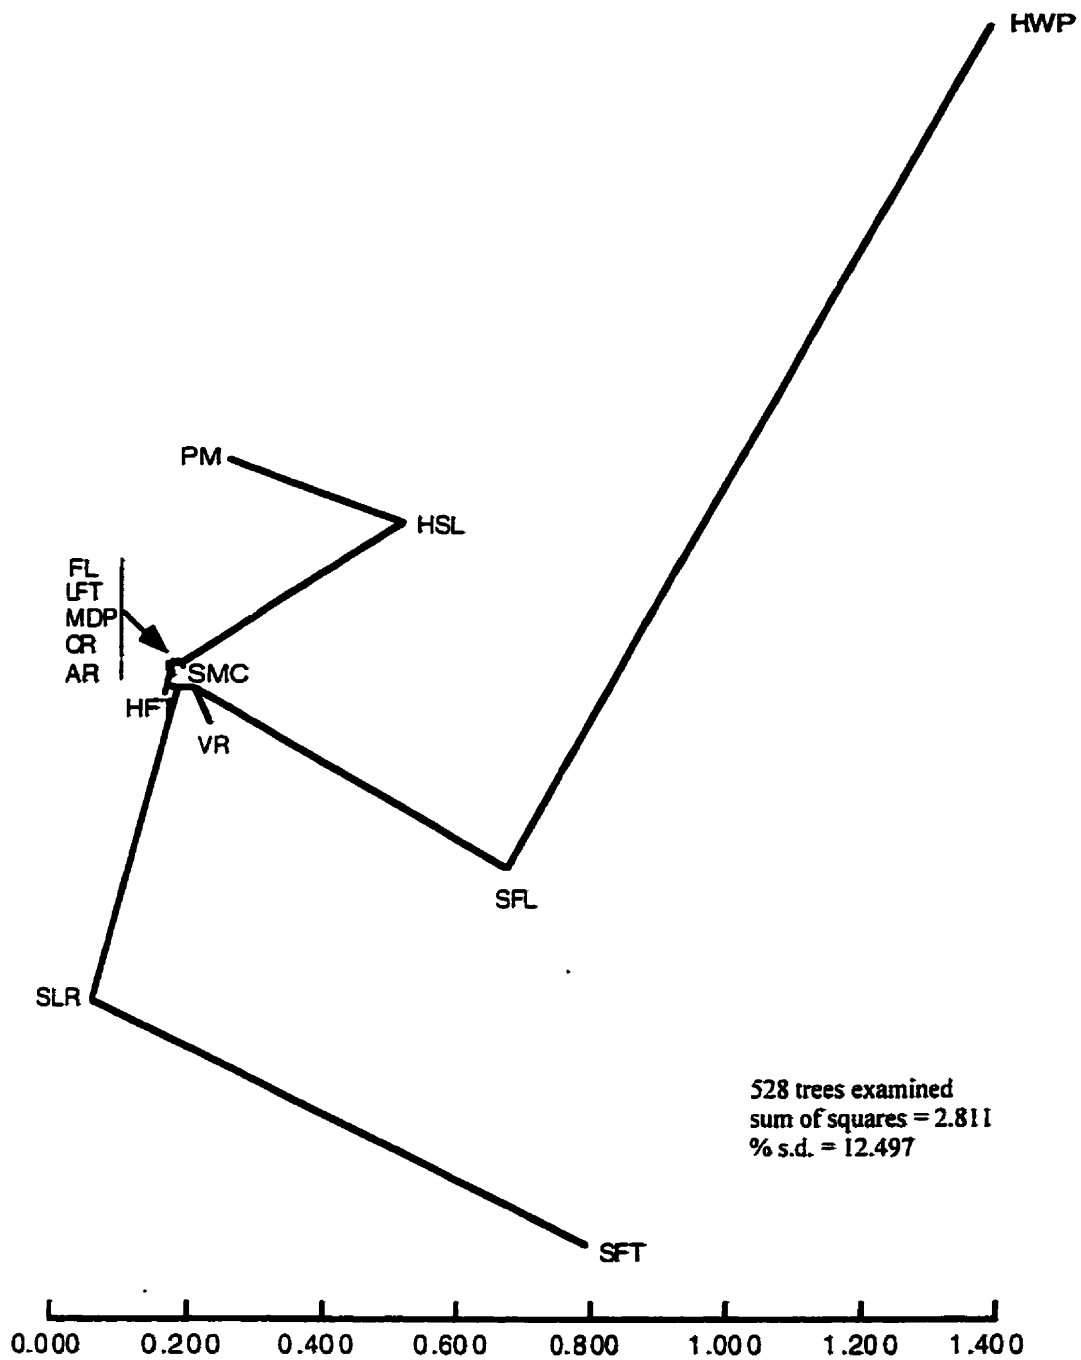 HWP
PM
HSL
FL
LFT
MDP
CR
AR
SMC
HFT
VR
SFL
SLR
528 trees examined
sum of squares = 2.811
% s.d. = 12.497
SFT
0.000 0.200 0.400 0.600 0.800 1.000 1.200 1.400